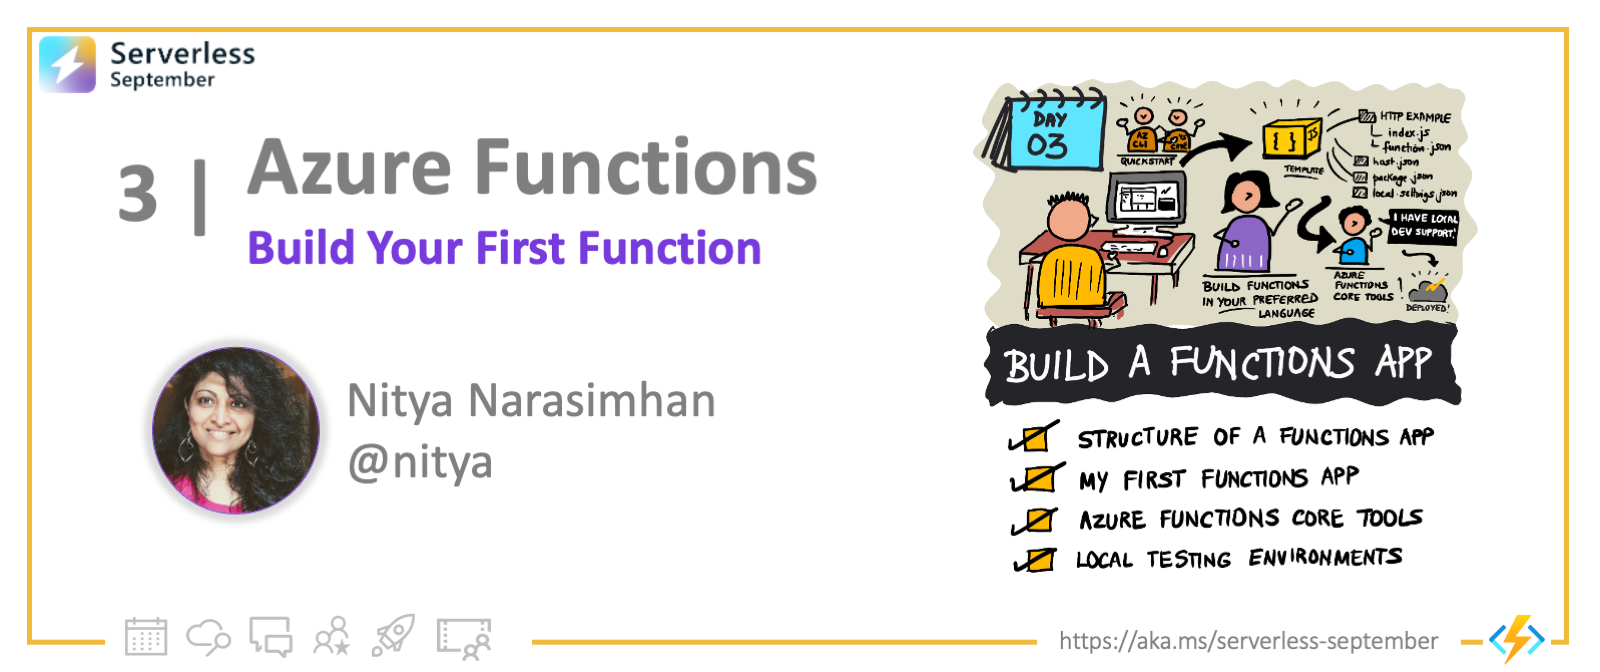 Serverless
September
3 |
Azure Functions
Build Your First Function
Nitya Narasimhan
@nitya
DAY
03
AZ
CLI
VS
CODE
QUICKSTART
{ }
JS
TEMPLATE
HTTP EXAMPLE
index.js
function.json
host.json
package.json
local.settings.json
BUILD FUNCTIONS
IN YOUR PREFERRED
LANGUAGE
I HAVE LOCAL
DEV SUPPORT.
AZURE
FUNCTIONS
CORE TOOLS
!
DEPLOYED!
BUILD A FUNCTIONS APP
STRUCTURE OF A FUNCTIONS APP
MY FIRST FUNCTIONS APP
AZURE FUNCTIONS CORE TOOLS
LOCAL TESTING ENVIRONMENTS
https://aka.ms/serverless-september